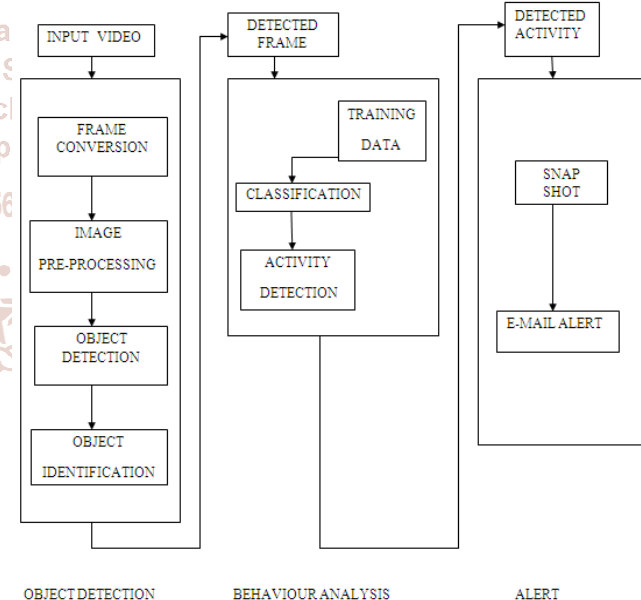 INPUT VIDEO
FRAME
CONVERSION
IMAGE
PRE-PROCESSING
OBJECT
DETECTION
OBJECT
IDENTIFICATION
OBJECT DETECTION
DETECTED
FRAME
TRAINING
DATA
CLASSIFICATION
ACTIVITY
DETECTION
BEHAVIOUR ANALYSIS
DETECTED
ACTIVITY
SNAP
SHOT
E-MAIL ALERT
ALERT